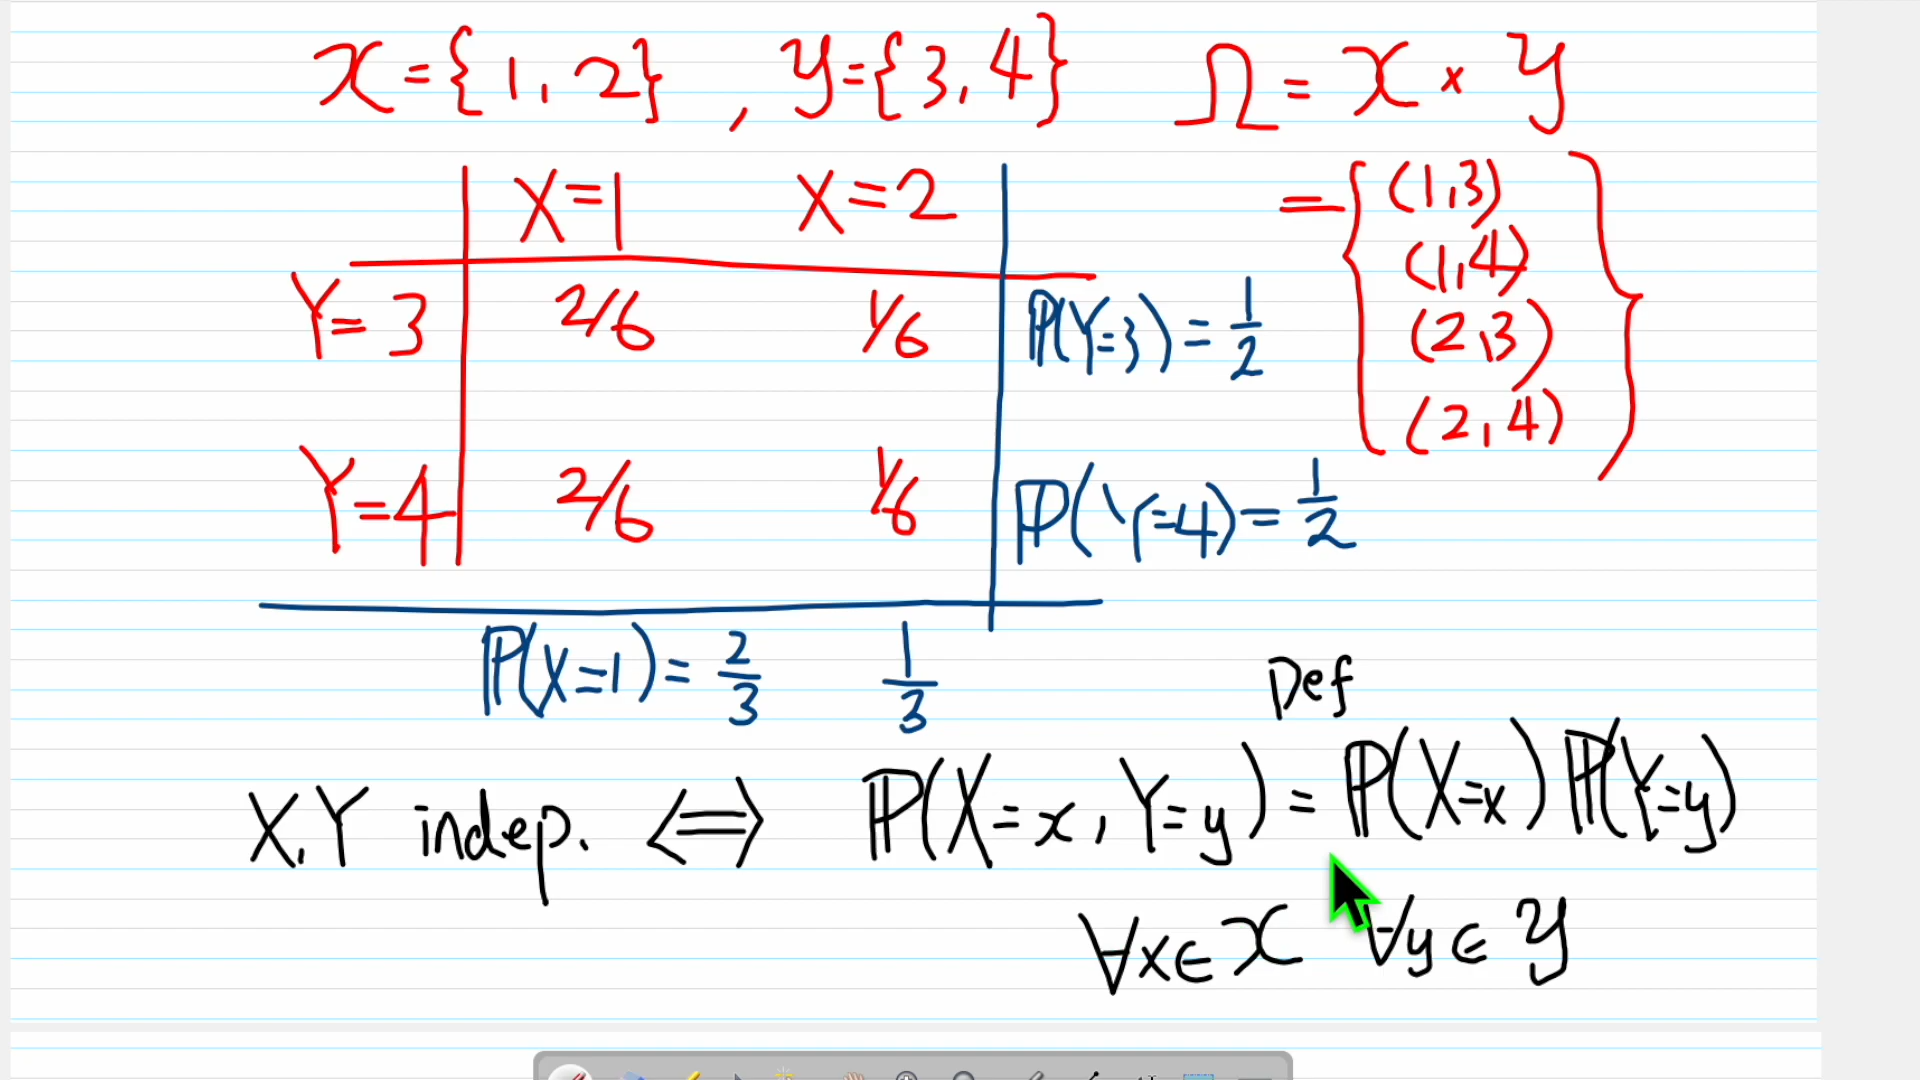 𝒳 = {1, 2}, 𝒴 = {3, 4} Ω = 𝒳 × 𝒴
X=1 X=2 = { (1,3)
(1,4)
Y=3 2/6 1/6 ℙ(Y=3) = 1/2 (2,3)
(2,4) }
Y=4 2/6 1/6 ℙ(Y=4) = 1/2
ℙ(X=1) = 2/3 1/3
Def
X,Y indep. ⟺ ℙ(X=x, Y=y) = ℙ(X=x) ℙ(Y=y)
∀x∈𝒳 ∀y∈𝒴